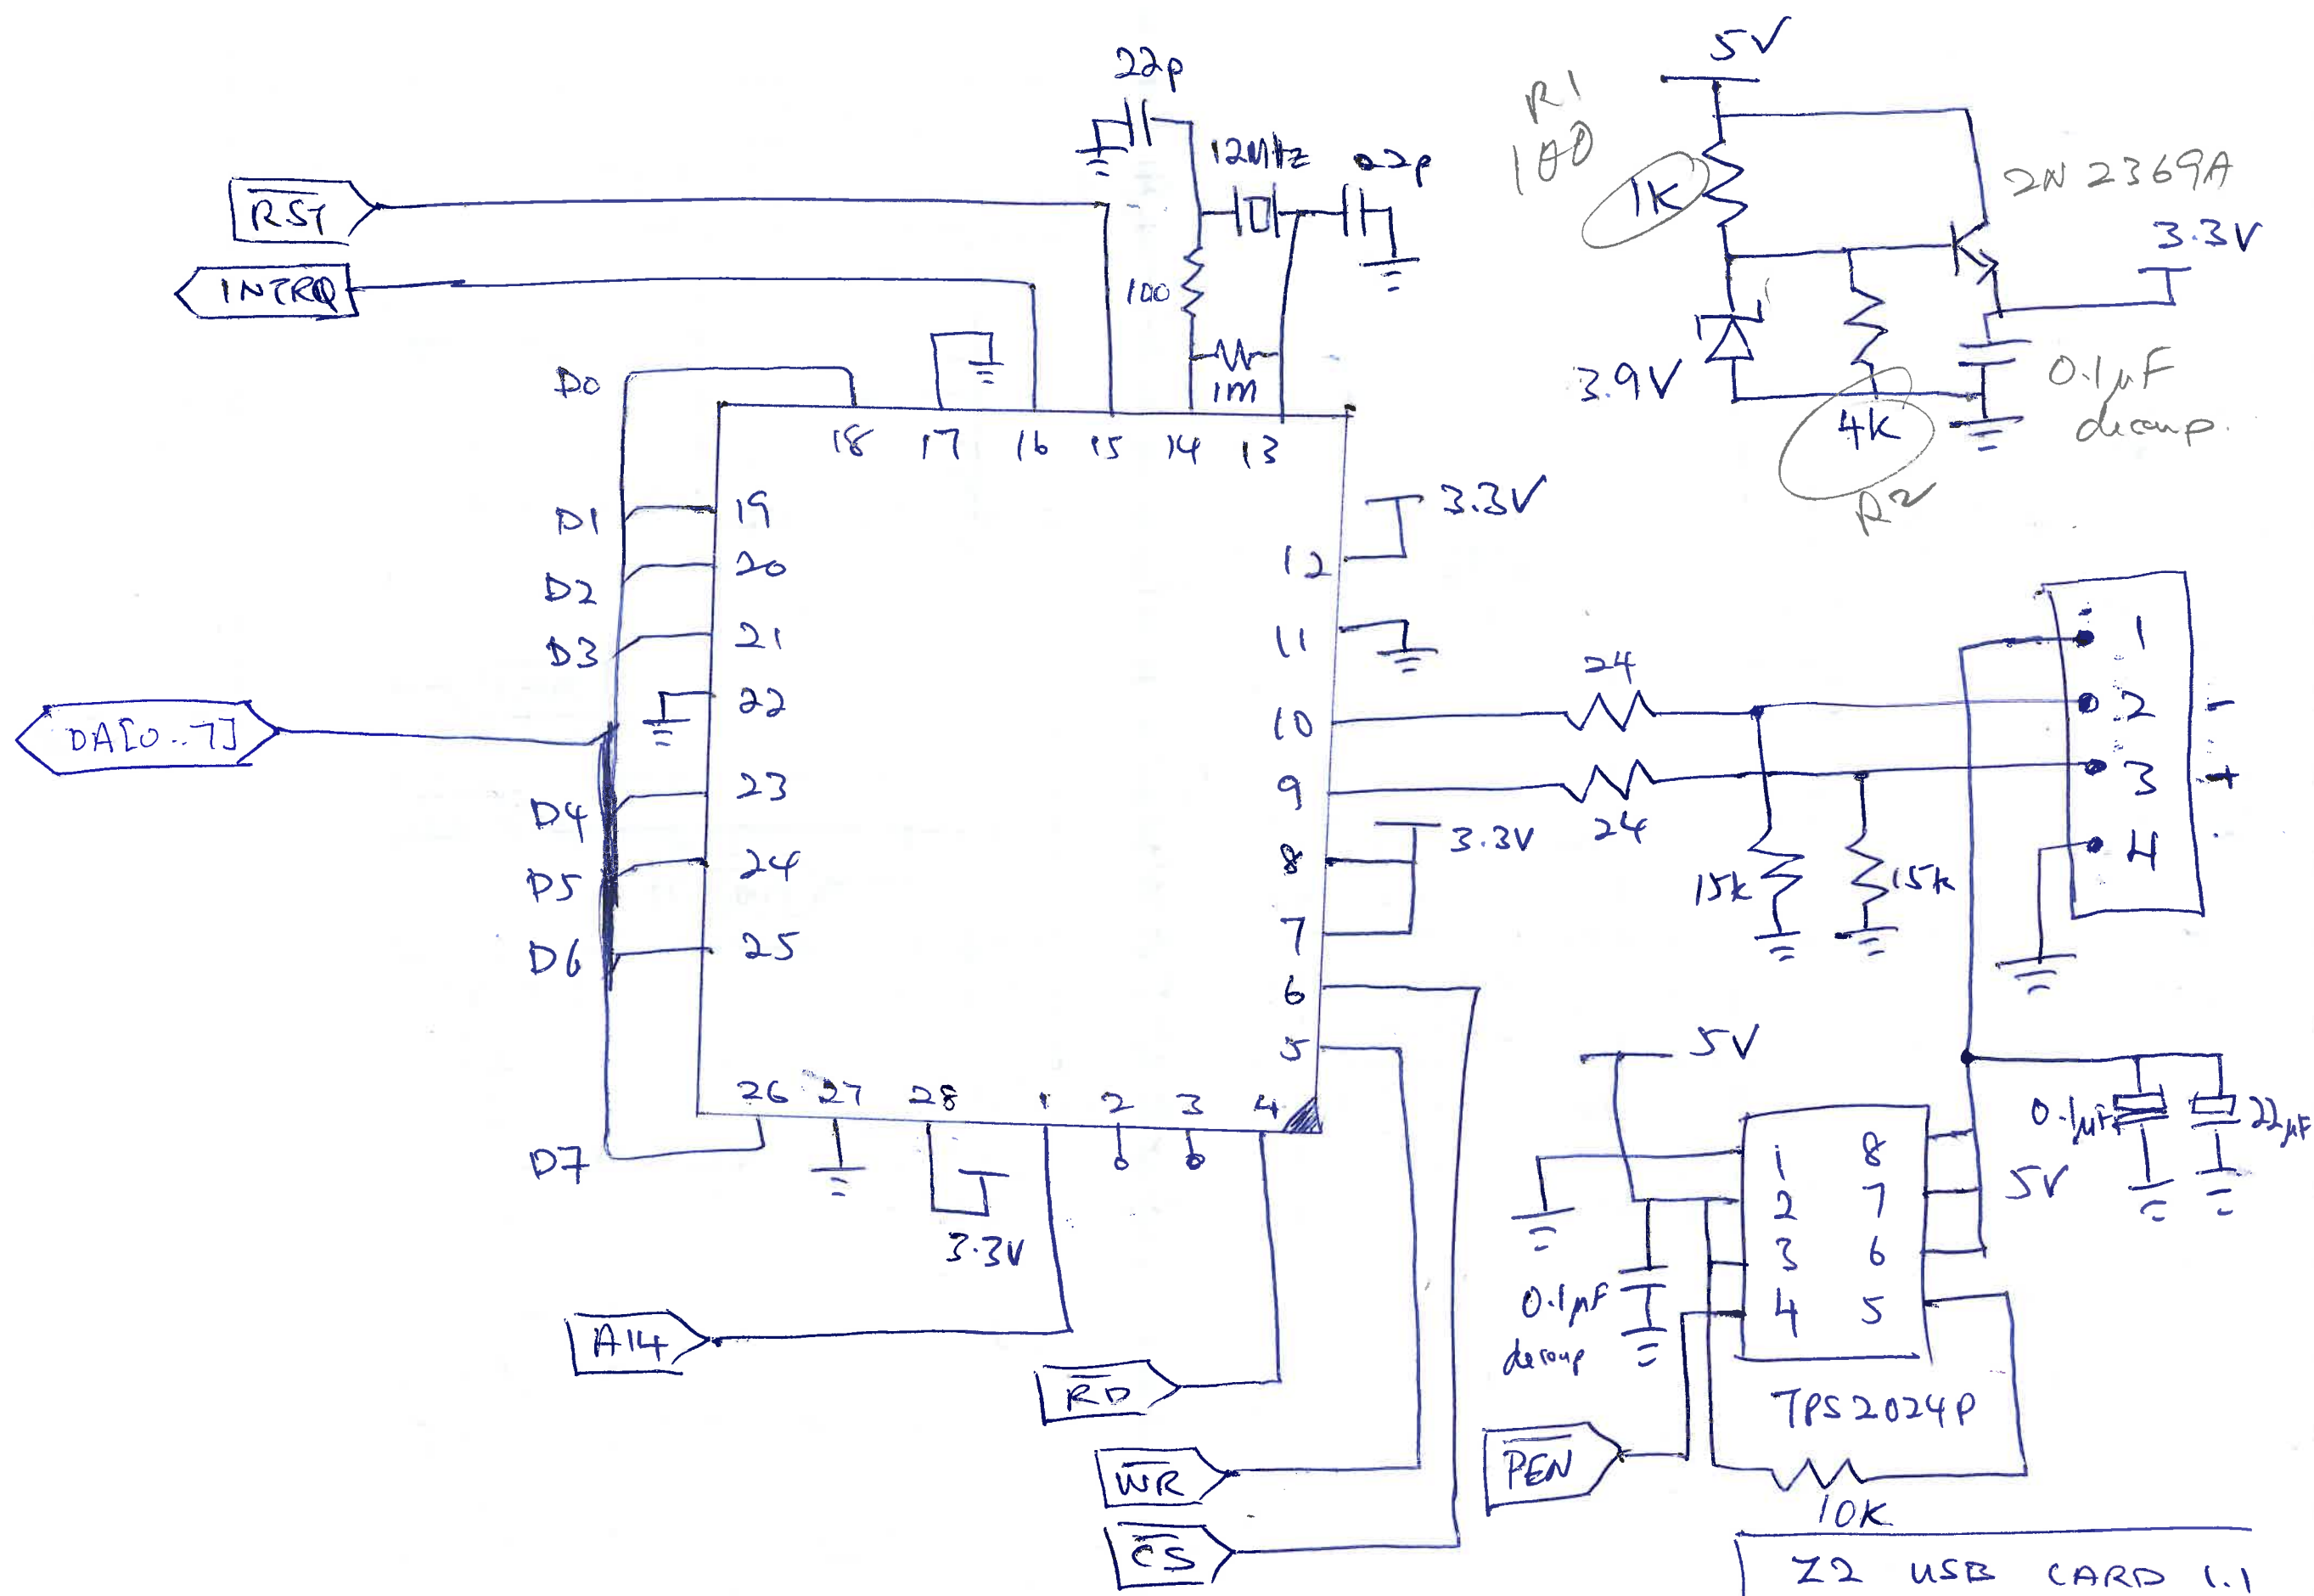 22p
5V
R1
100
12MHz
22p
1K
2N2369A
3.3V
RST
INTRQ
100
1M
3.9V
0.1µF
decoup.
4K
R2
D0
18 17 16 15 14 13
D1 19
D2 20
D3 21
22
DA[0..7]
D4 23
D5 24
D6 25
D7
12 3.3V
11
10 24
9 24
8 3.3V
7
6
5
15k 15k
1
2 -
3 +
4
26 27 28 1 2 3 4
3.3V
A14
RD
WR
CS
5V
0.1µF 22µF
1 8
2 7 5V
3 6
4 5
0.1µF
decoup
TPS2024P
PEN
10K
Z2 USB CARD 1.1